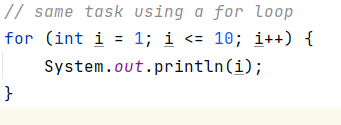 // same task using a for loop
for (int i = 1; i <= 10; i++) {
    System.out.println(i);
}